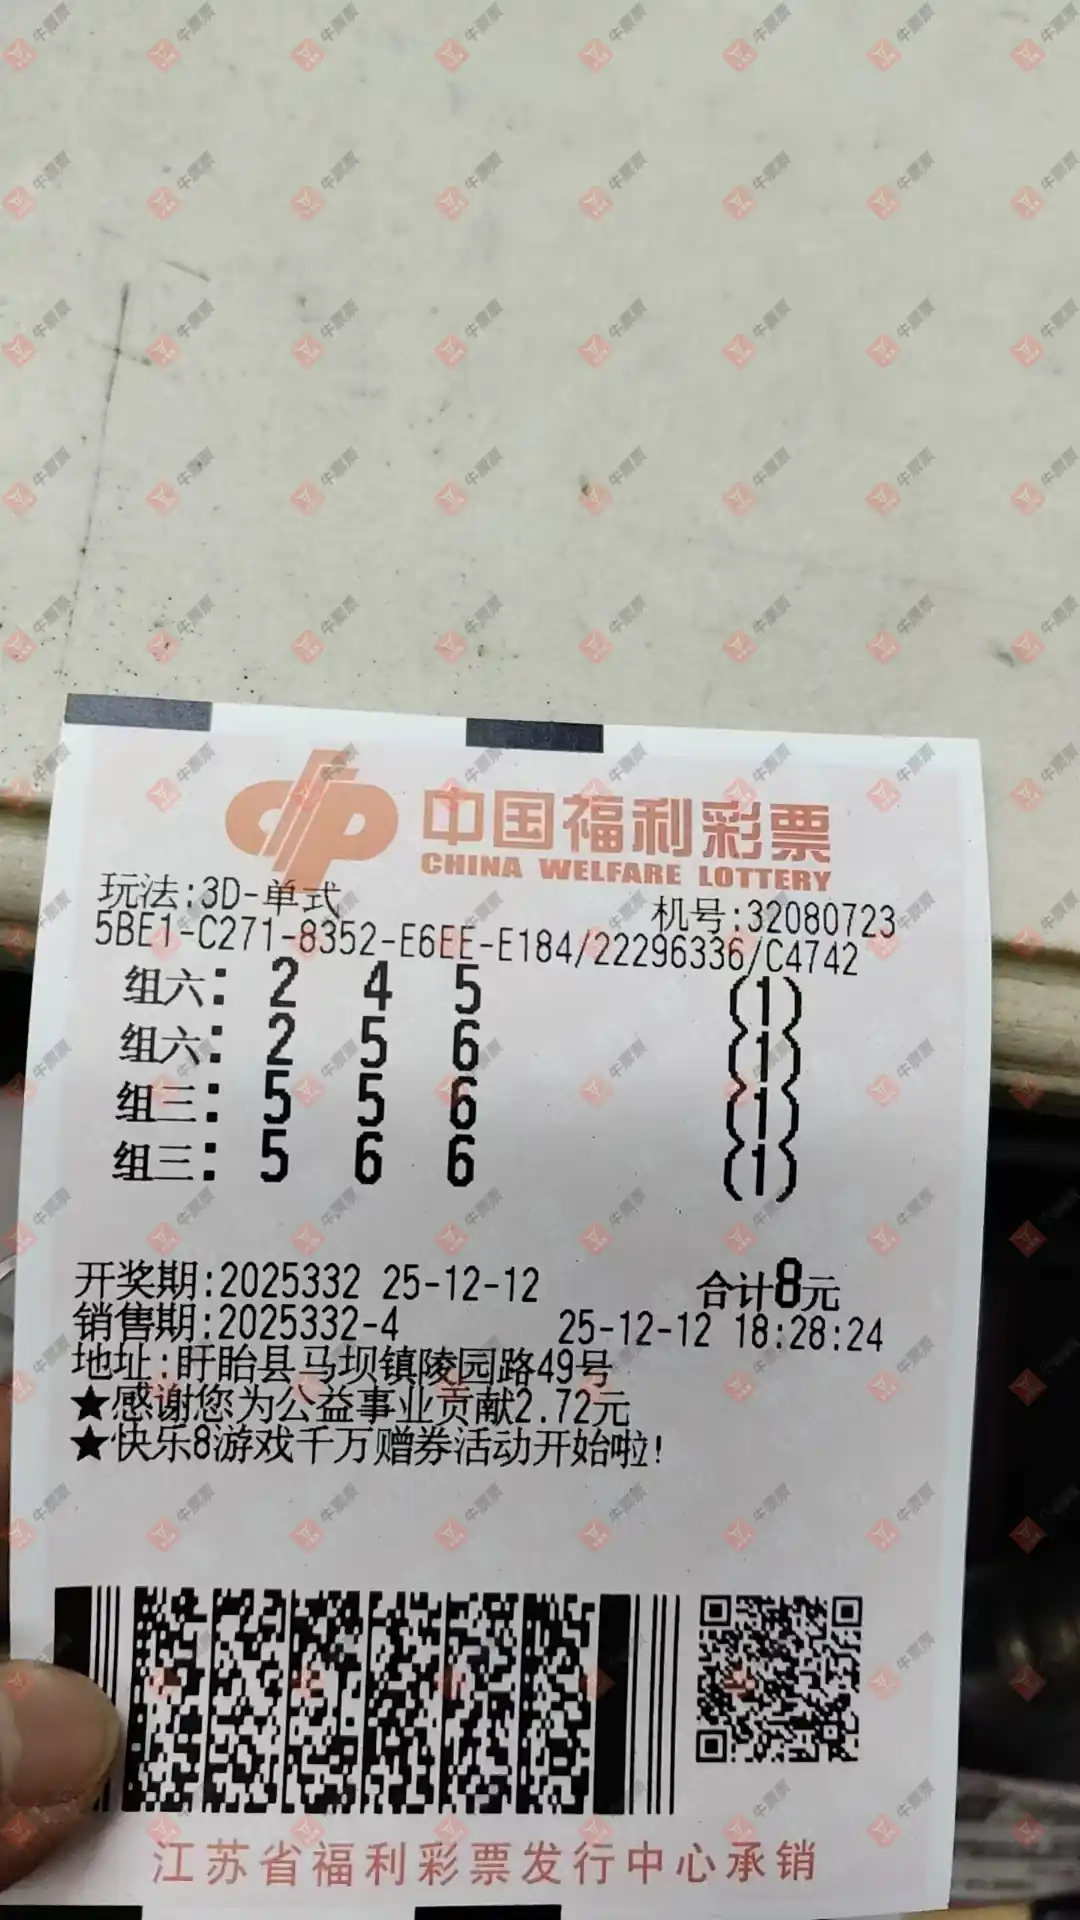 中国福利彩票
CHINA WELFARE LOTTERY
玩法:3D-单式
机号:32080723
5BE1-C271-8352-E6EE-E184/22296336/C4742
组六: 2 4 5 (1)
组六: 2 5 6 (1)
组三: 5 5 6 (1)
组三: 5 6 6 (1)
开奖期:2025332 25-12-12 合计8元
销售期:2025332-4 25-12-12 18:28:24
地址:盱眙县马坝镇陵园路49号
★感谢您为公益事业贡献2.72元
★快乐8游戏千万赠券活动开始啦!
江苏省福利彩票发行中心承销
牛票票